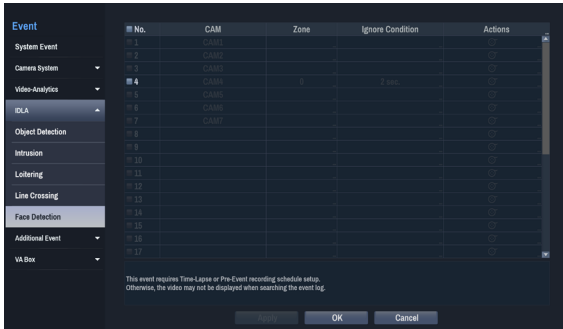 Event
System Event
Camera System
Video-Analytics
IDLA
Object Detection
Intrusion
Loitering
Line Crossing
Face Detection
Additional Event
VA Box
No. CAM Zone Ignore Condition Actions
1 CAM1
2 CAM2
3 CAM3
4 CAM4 0 2 sec.
5 CAM5
6 CAM6
7 CAM7
8
9
10
11
12
13
14
15
16
17
This event requires Time-Lapse or Pre-Event recording schedule setup.
Otherwise, the video may not be displayed when searching the event log.
Apply OK Cancel